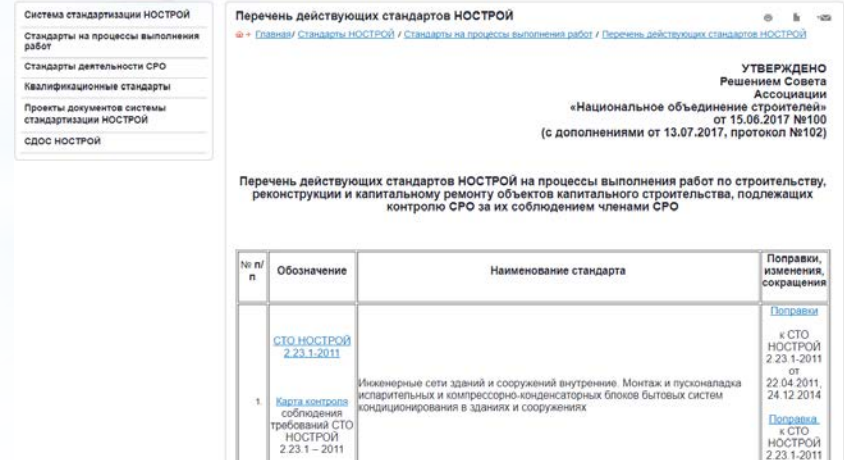 Система стандартизации НОСТРОЙ
Стандарты на процессы выполнения
работ
Стандарты деятельности СРО
Квалификационные стандарты
Проекты документов системы
стандартизации НОСТРОЙ
СДОС НОСТРОЙ
Перечень действующих стандартов НОСТРОЙ
Главная/ Стандарты НОСТРОЙ / Стандарты на процессы выполнения работ / Перечень действующих стандартов НОСТРОЙ
УТВЕРЖДЕНО
Решением Совета
Ассоциации
«Национальное объединение строителей»
от 15.06.2017 №100
(с дополнениями от 13.07.2017, протокол №102)
Перечень действующих стандартов НОСТРОЙ на процессы выполнения работ по строительству,
реконструкции и капитальному ремонту объектов капитального строительства, подлежащих
контролю СРО за их соблюдением членами СРО
№ п/
п
Обозначение
Наименование стандарта
Поправки,
изменения,
сокращения
1.
СТО НОСТРОЙ
2.23.1-2011
Карта контроля
соблюдения
требований СТО
НОСТРОЙ
2.23.1 – 2011
Инженерные сети зданий и сооружений внутренние. Монтаж и пусконаладка
испарительных и компрессорно-конденсаторных блоков бытовых систем
кондиционирования в зданиях и сооружениях
Поправки
к СТО
НОСТРОЙ
2.23.1-2011
от
22.04.2011,
24.12.2014
Поправка
к СТО
НОСТРОЙ
2.23.1-2011